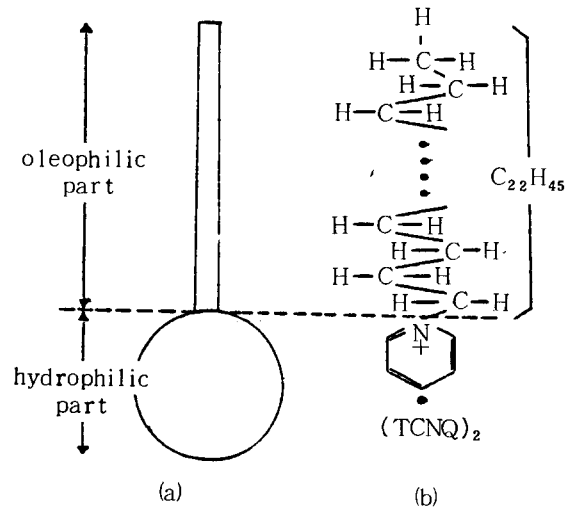 H
H-C-H
H-C-H
H-C-H
oleophilic
part
C₂₂H₄₅
H-C-H
H-C-H
H-C-H
H-C-H
hydrophilic
part
N
+
(TCNQ)₂
(a)
(b)